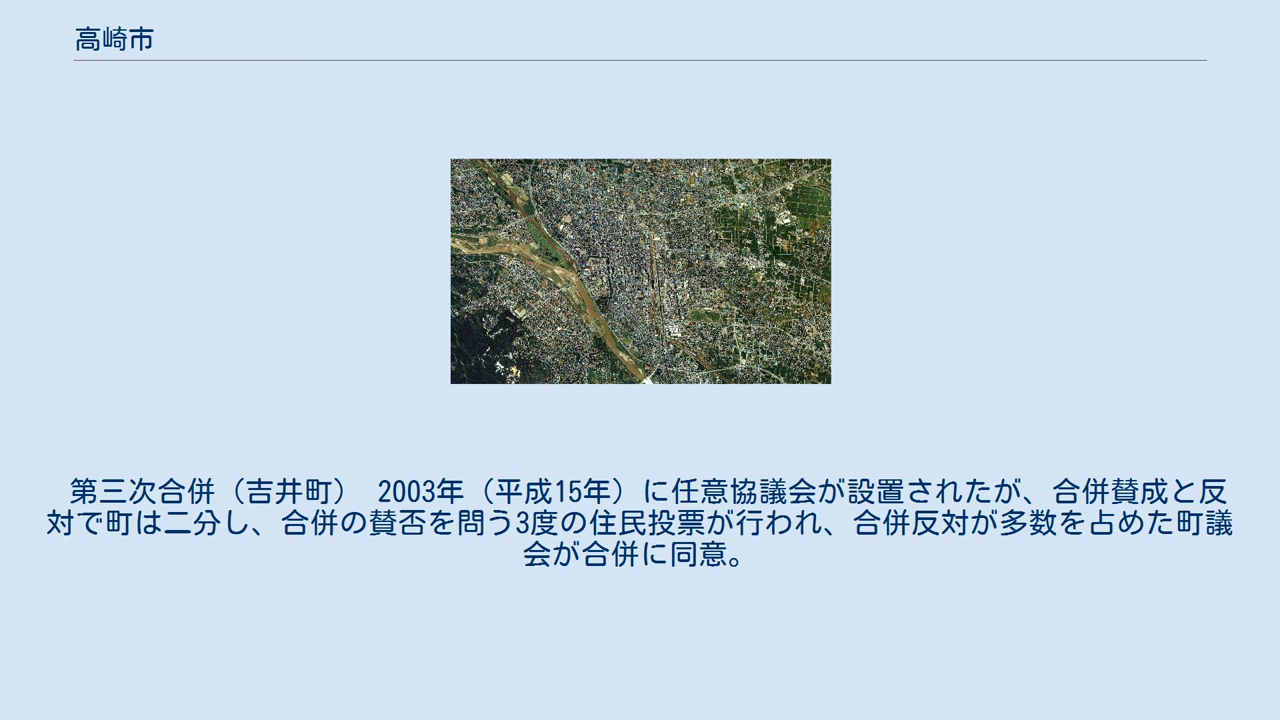 高崎市
第三次合併（吉井町） 2003年（平成15年）に任意協議会が設置されたが、合併賛成と反
対で町は二分し、合併の賛否を問う3度の住民投票が行われ、合併反対が多数を占めた町議
会が合併に同意。